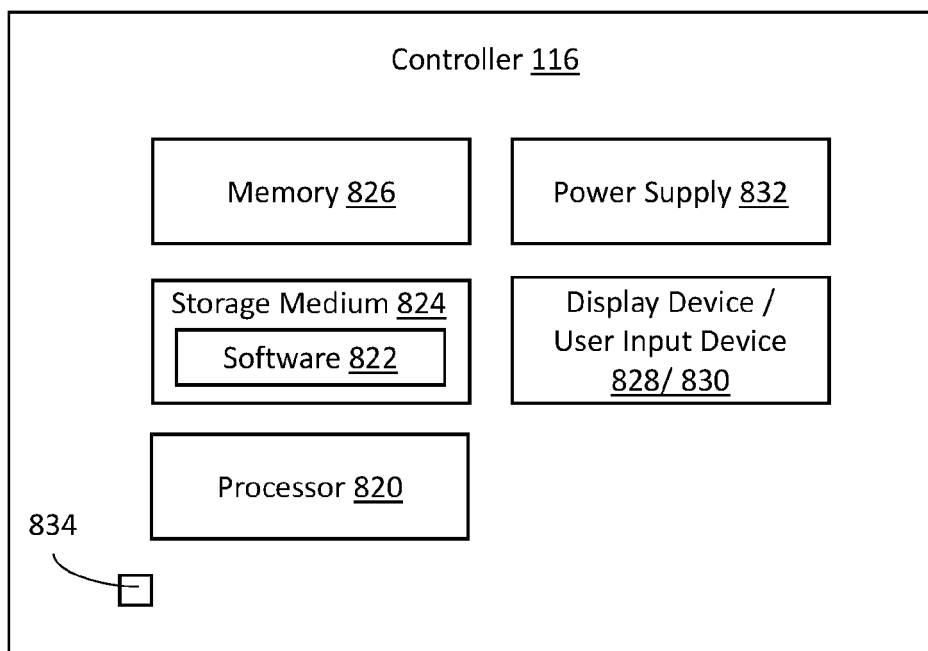 Controller 116
Memory 826
Power Supply 832
Storage Medium 824
Software 822
Display Device /
User Input Device
828/ 830
Processor 820
834